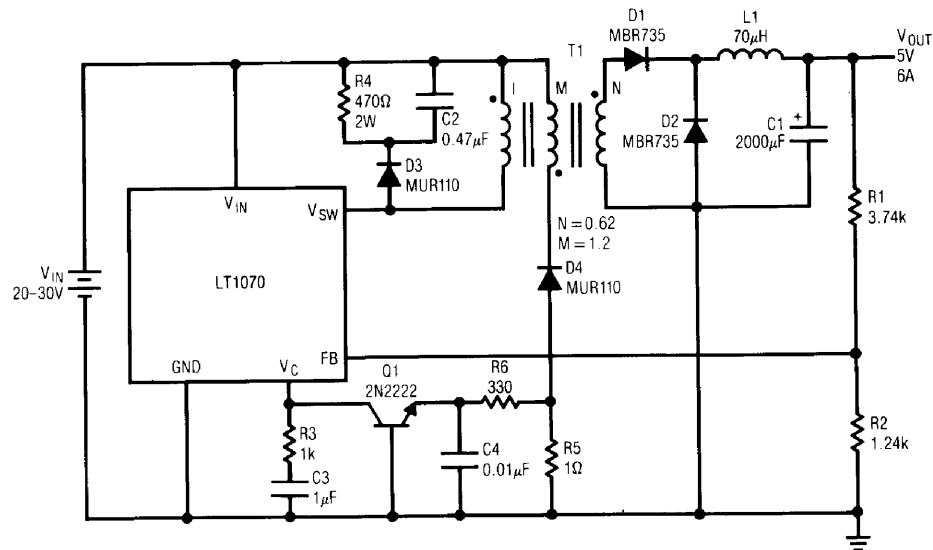 D1
MBR735
L1
70μH
V_OUT
5V
6A
T1
R4
470Ω
2W
C2
0.47μF
I
M
N
D2
MBR735
C1
2000μF
+
D3
MUR110
V_IN
V_SW
R1
3.74k
N=0.62
M=1.2
V_IN
20–30V
LT1070
D4
MUR110
FB
GND
V_C
Q1
2N2222
R6
330
R3
1k
C4
0.01μF
R5
1Ω
R2
1.24k
C3
1μF